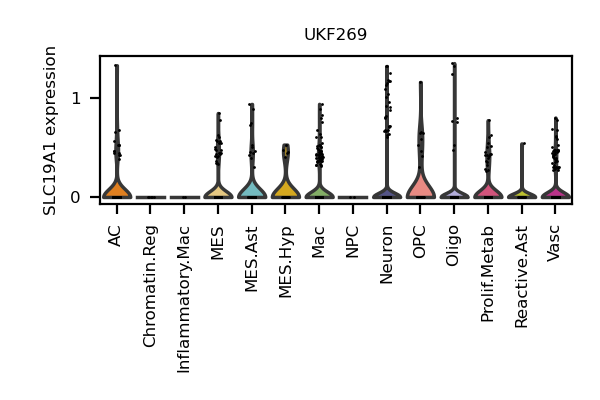 UKF269
SLC19A1 expression
1
0
AC
Chromatin.Reg
Inflammatory.Mac
MES
MES.Ast
MES.Hyp
Mac
NPC
Neuron
OPC
Oligo
Prolif.Metab
Reactive.Ast
Vasc